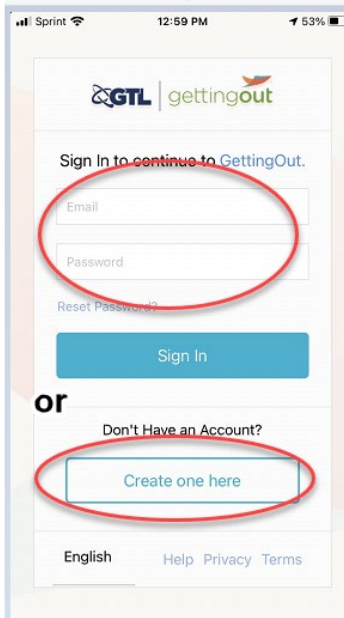 Sprint 12:59 PM 53%
GTL gettingout
Sign In to continue to GettingOut.
Email
Password
Reset Password?
Sign In
or
Don't Have an Account?
Create one here
English Help Privacy Terms